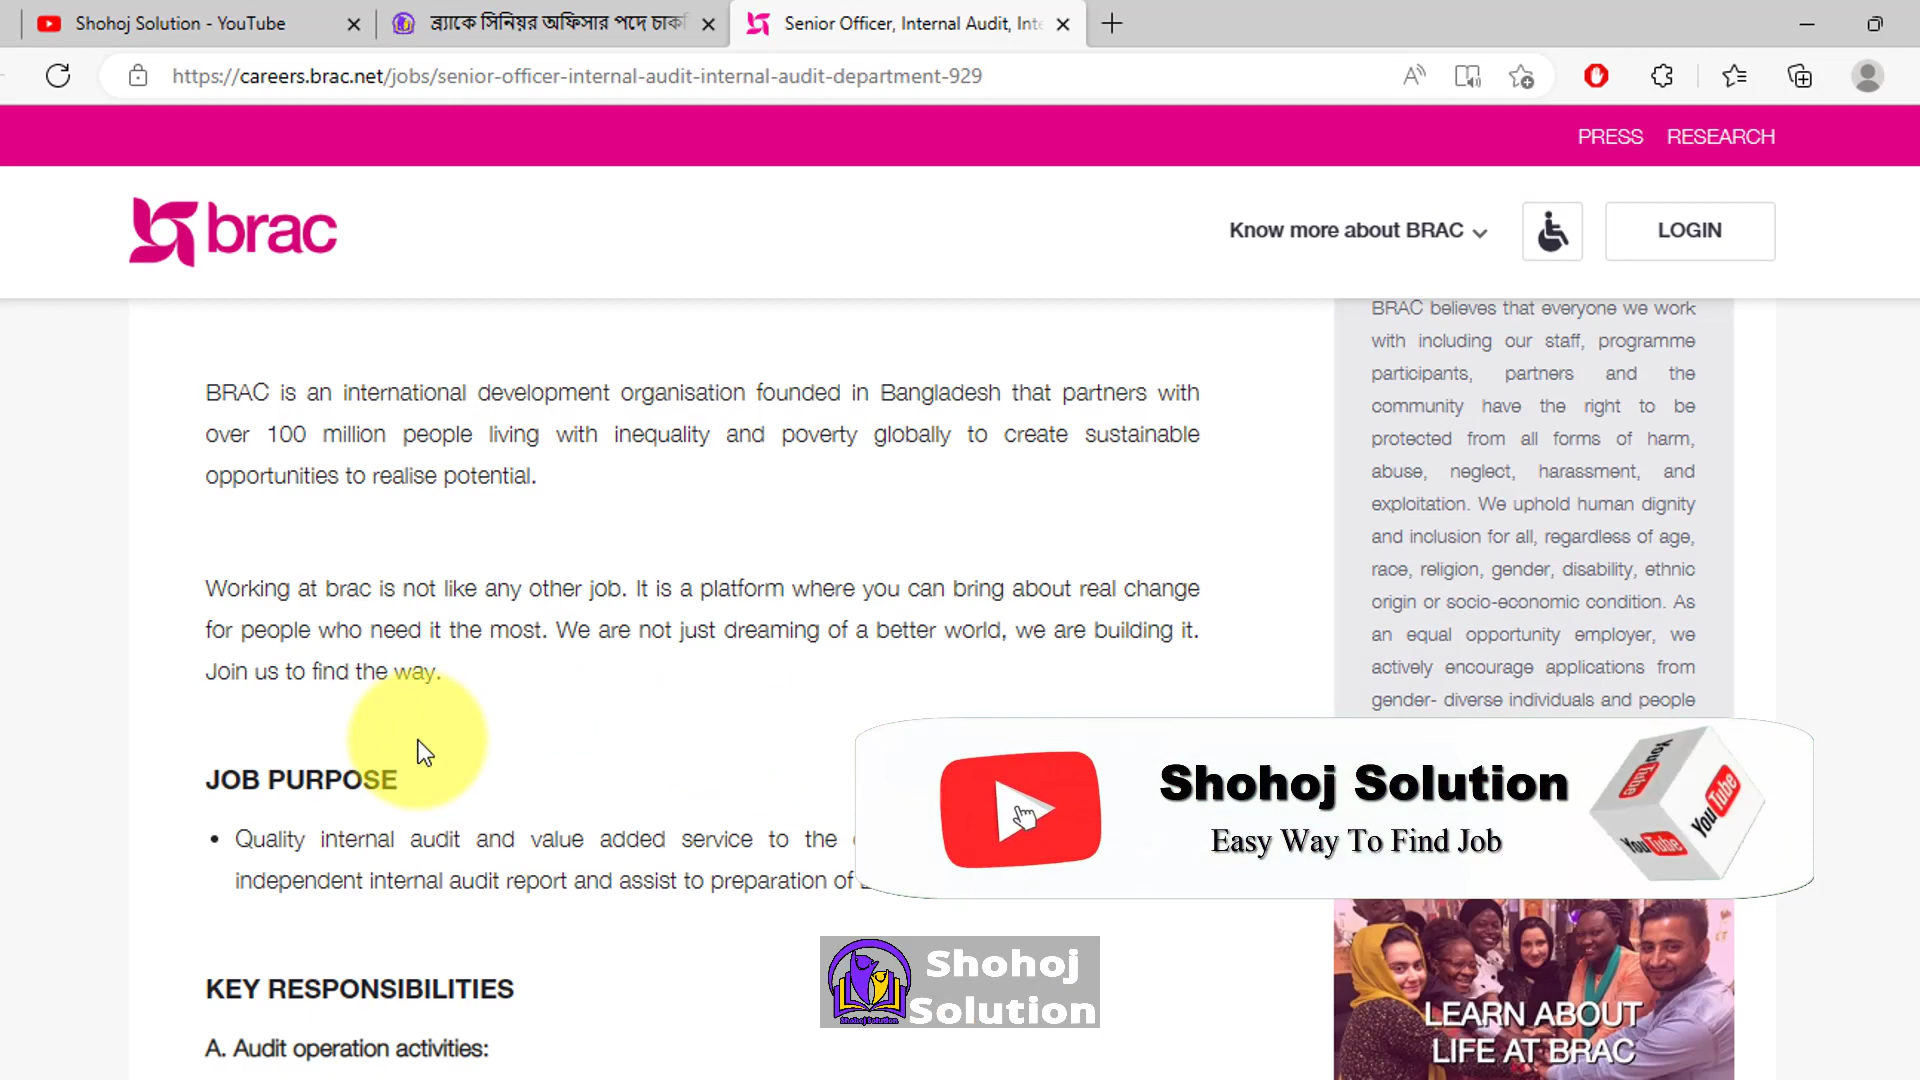 Shohoj Solution - YouTube
ব্র্যাকে সিনিয়র অফিসার পদে চাকরি
Senior Officer, Internal Audit, Inte
https://careers.brac.net/jobs/senior-officer-internal-audit-internal-audit-department-929
PRESS RESEARCH
brac
Know more about BRAC
LOGIN
BRAC is an international development organisation founded in Bangladesh that partners with
over 100 million people living with inequality and poverty globally to create sustainable
opportunities to realise potential.
Working at brac is not like any other job. It is a platform where you can bring about real change
for people who need it the most. We are not just dreaming of a better world, we are building it.
Join us to find the way.
JOB PURPOSE
• Quality internal audit and value added service to the
independent internal audit report and assist to preparation of
KEY RESPONSIBILITIES
A. Audit operation activities:
BRAC believes that everyone we work
with including our staff, programme
participants, partners and the
community have the right to be
protected from all forms of harm,
abuse, neglect, harassment, and
exploitation. We uphold human dignity
and inclusion for all, regardless of age,
race, religion, gender, disability, ethnic
origin or socio-economic condition. As
an equal opportunity employer, we
actively encourage applications from
gender- diverse individuals and people
Shohoj Solution
Easy Way To Find Job
YouTube
YouTube
YouTube
Shohoj Solution
Shohoj
Solution
LEARN ABOUT
LIFE AT BRAC